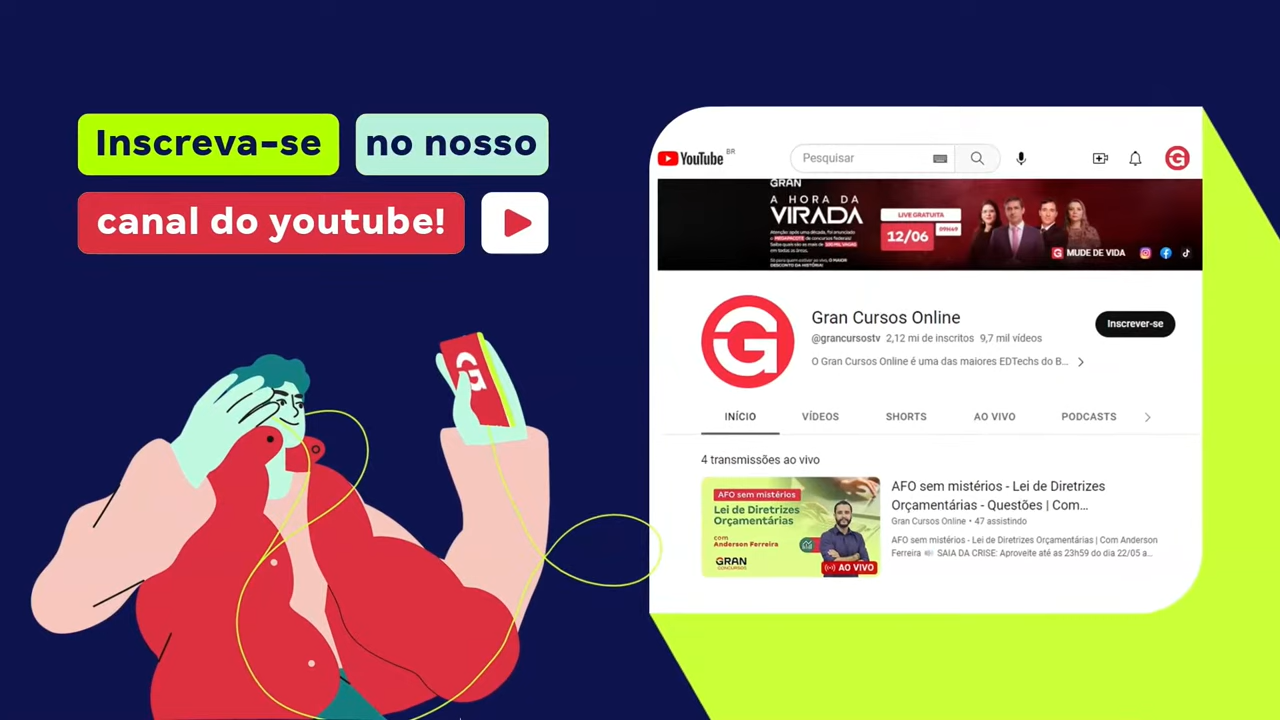 Inscreva-se no nosso
canal do youtube!
YouTube BR
Pesquisar
GRAN
A HORA DA
VIRADA
LIVE GRATUITA
12/06
MUDE DE VIDA
Gran Cursos Online
@grancursostv 2,12 mi de inscritos 9,7 mil vídeos
Inscrever-se
O Gran Cursos Online é uma das maiores EDTechs do B...
INÍCIO VÍDEOS SHORTS AO VIVO PODCASTS
4 transmissões ao vivo
AFO sem mistérios
Lei de Diretrizes
Orçamentárias
com
Anderson Ferreira
GRAN
CONCURSOS
AO VIVO
AFO sem mistérios - Lei de Diretrizes
Orçamentárias - Questões | Com...
Gran Cursos Online • 47 assistindo
AFO sem mistérios - Lei de Diretrizes Orçamentárias | Com Anderson
Ferreira 🔊 SAIA DA CRISE: Aproveite até as 23h59 do dia 22/05 a...